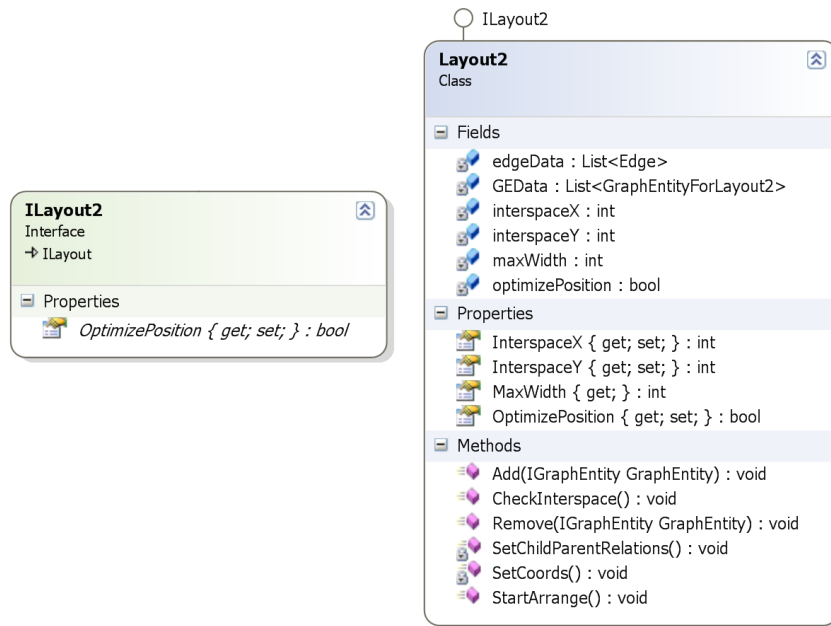 ILayout2
Interface
ILayout
Properties
OptimizePosition { get; set; } : bool
ILayout2
Layout2
Class
Fields
edgeData : List<Edge>
GEData : List<GraphEntityForLayout2>
interspaceX : int
interspaceY : int
maxWidth : int
optimizePosition : bool
Properties
InterspaceX { get; set; } : int
InterspaceY { get; set; } : int
MaxWidth { get; } : int
OptimizePosition { get; set; } : bool
Methods
Add(IGraphEntity GraphEntity) : void
CheckInterspace() : void
Remove(IGraphEntity GraphEntity) : void
SetChildParentRelations() : void
SetCoords() : void
StartArrange() : void